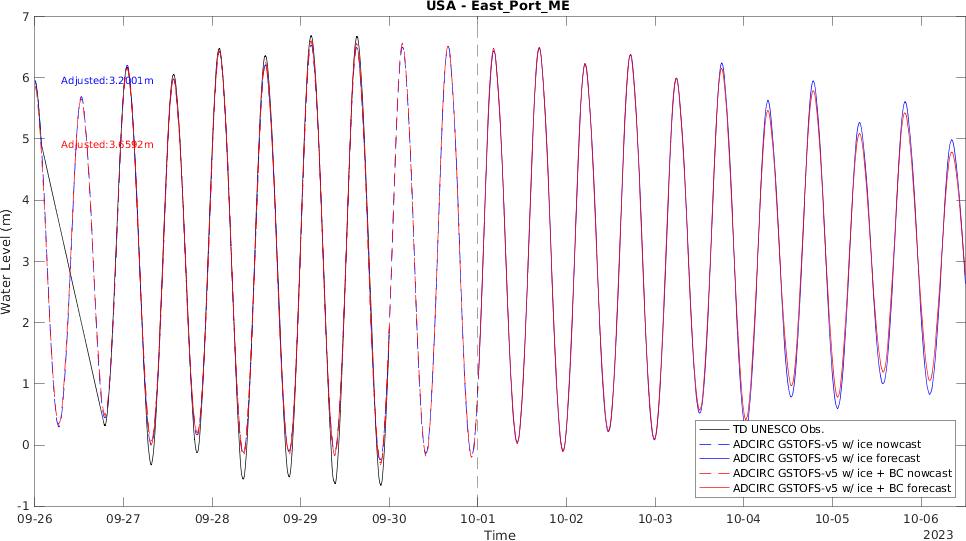 USA - East_Port_ME
7
6
5
4
3
2
1
0
-1
Water Level (m)
Adjusted:3.2001m
Adjusted:3.6592m
TD UNESCO Obs.
ADCIRC GSTOFS-v5 w/ ice nowcast
ADCIRC GSTOFS-v5 w/ ice forecast
ADCIRC GSTOFS-v5 w/ ice + BC nowcast
ADCIRC GSTOFS-v5 w/ ice + BC forecast
09-26 09-27 09-28 09-29 09-30 10-01 10-02 10-03 10-04 10-05 10-06
Time
2023